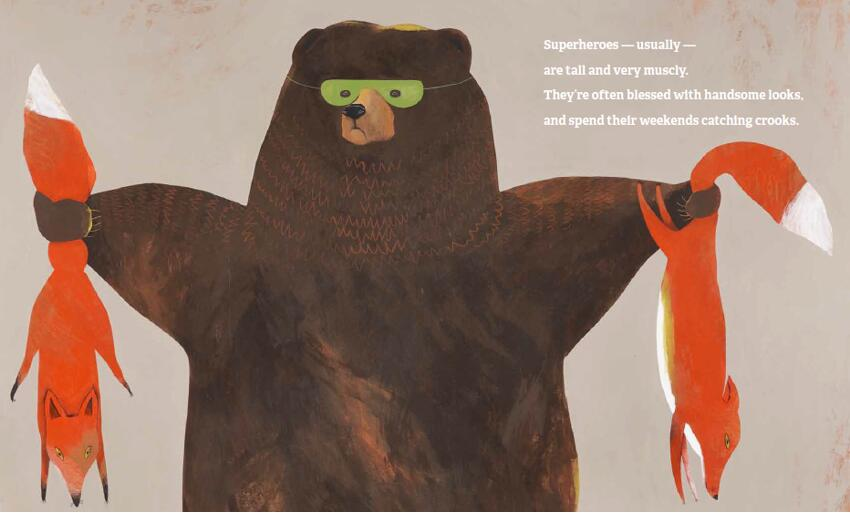 Superheroes — usually —
are tall and very muscly.
They're often blessed with handsome looks,
and spend their weekends catching crooks.